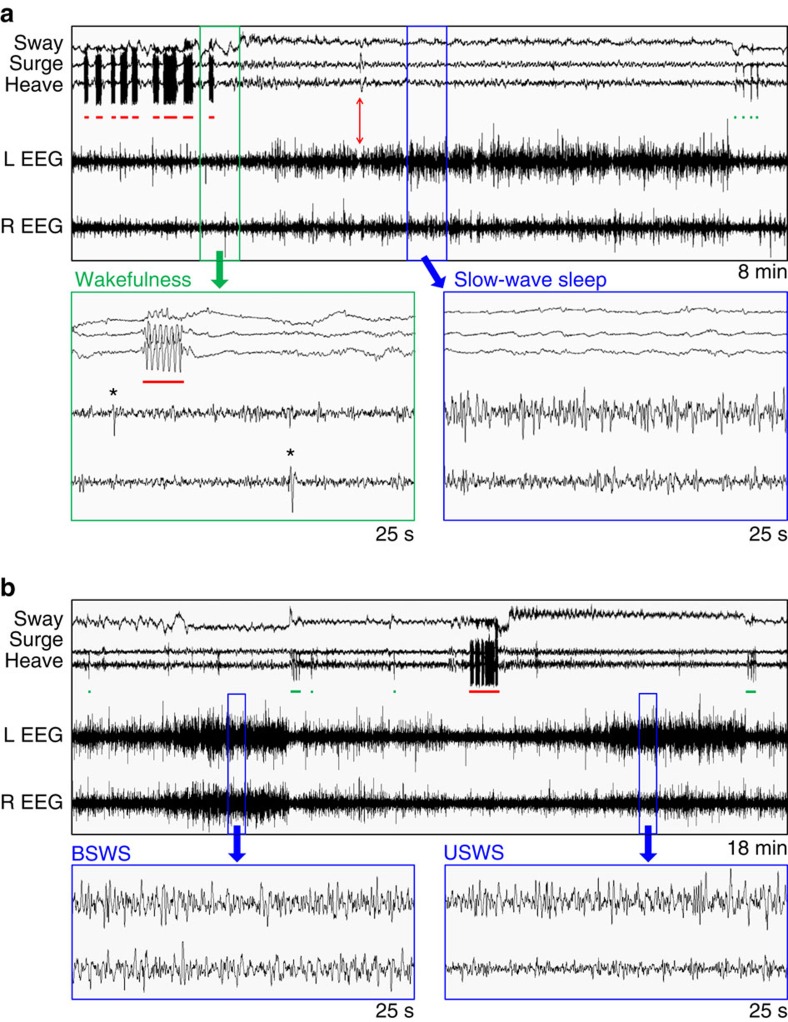 a
Sway
Surge
Heave
L EEG
R EEG
8 min
Wakefulness
Slow-wave sleep
*
*
25 s
25 s
b
Sway
Surge
Heave
L EEG
R EEG
18 min
BSWS
USWS
25 s
25 s